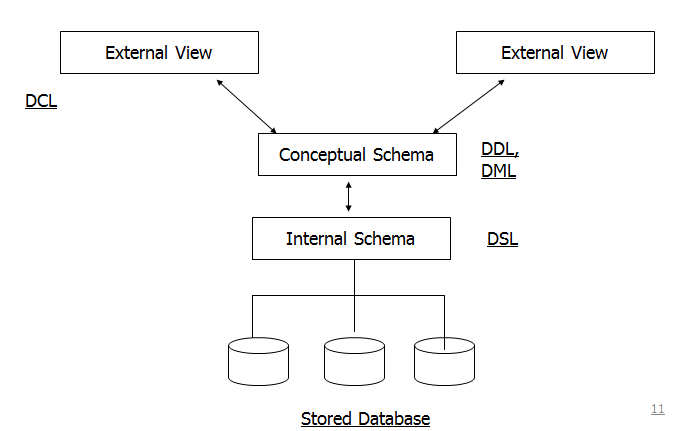 External View
External View
DCL
Conceptual Schema
DDL,
DML
Internal Schema
DSL
Stored Database
11